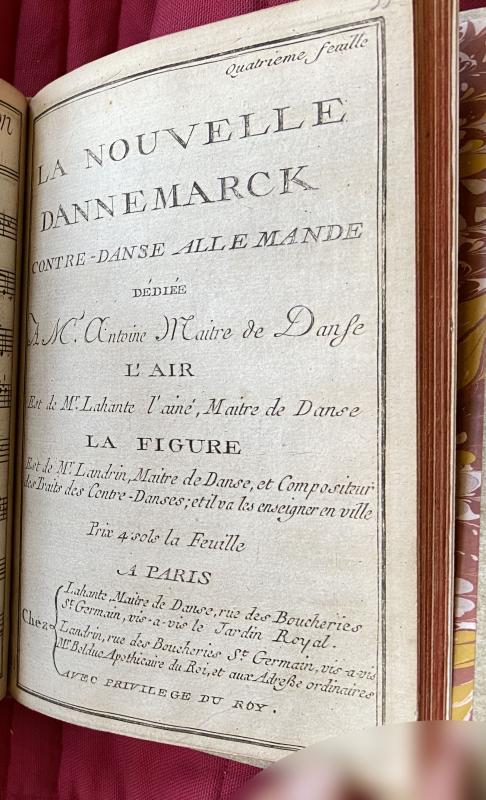 Quatrieme feuille
LA NOUVELLE
DANNEMARCK
CONTRE-DANSE ALLEMANDE
DÉDIÉE
A Mr. Antoine Maitre de Danse
L'AIR
Est de Mr. Lahante l'ainé, Maitre de Danse
LA FIGURE
Est de Mr. Landrin, Maitre de Danse, et Compositeur
des Traits des Contre-Danses; et il va les enseigner en ville
Prix 4 sols la Feuille
A PARIS
Chez
Lahante Maitre de Danse, rue des Boucheries
St. Germain, vis-a-vis le Jardin Royal.
Landrin, rue des Boucheries St. Germain, vis-a-vis
Mr. Belduc Apothicaire du Roi, et aux Adresse ordinaires
AVEC PRIVILEGE DU ROY.